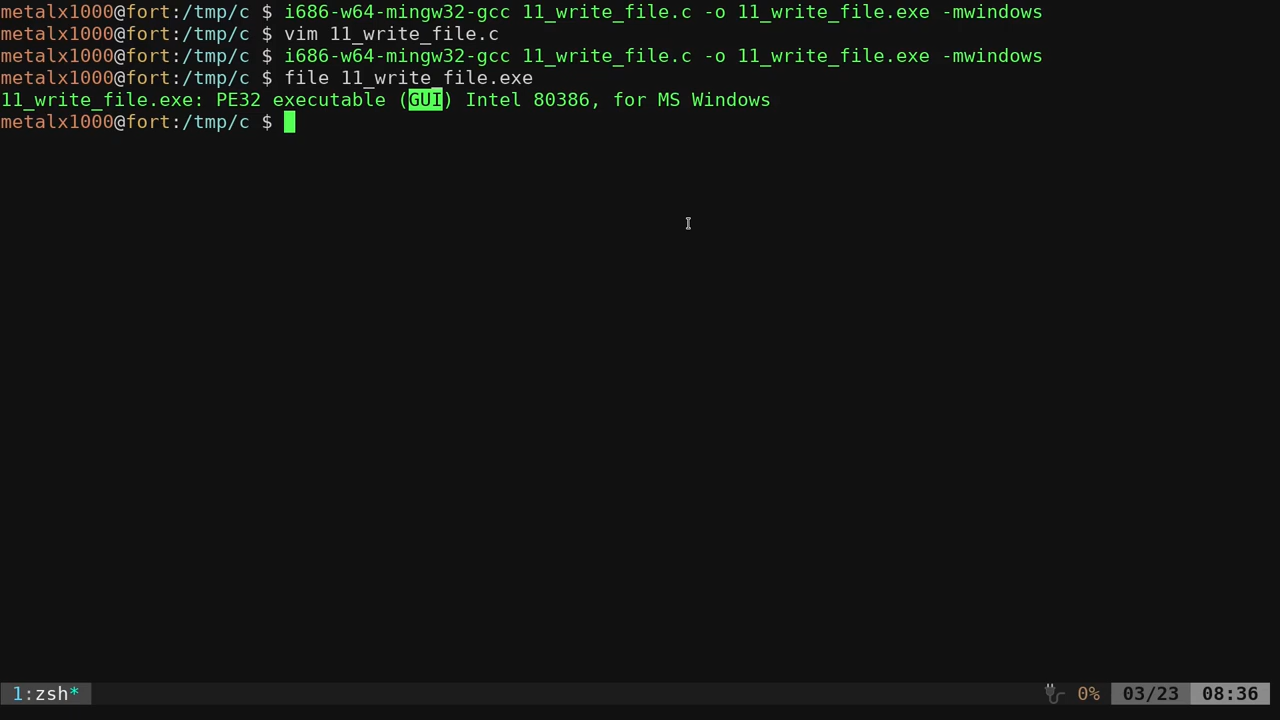 metalx1000@fort:/tmp/c $ i686-w64-mingw32-gcc 11_write_file.c -o 11_write_file.exe -mwindows
metalx1000@fort:/tmp/c $ vim 11_write_file.c
metalx1000@fort:/tmp/c $ i686-w64-mingw32-gcc 11_write_file.c -o 11_write_file.exe -mwindows
metalx1000@fort:/tmp/c $ file 11_write_file.exe
11_write_file.exe: PE32 executable (GUI) Intel 80386, for MS Windows
metalx1000@fort:/tmp/c $
1:zsh* 0% 03/23 08:36